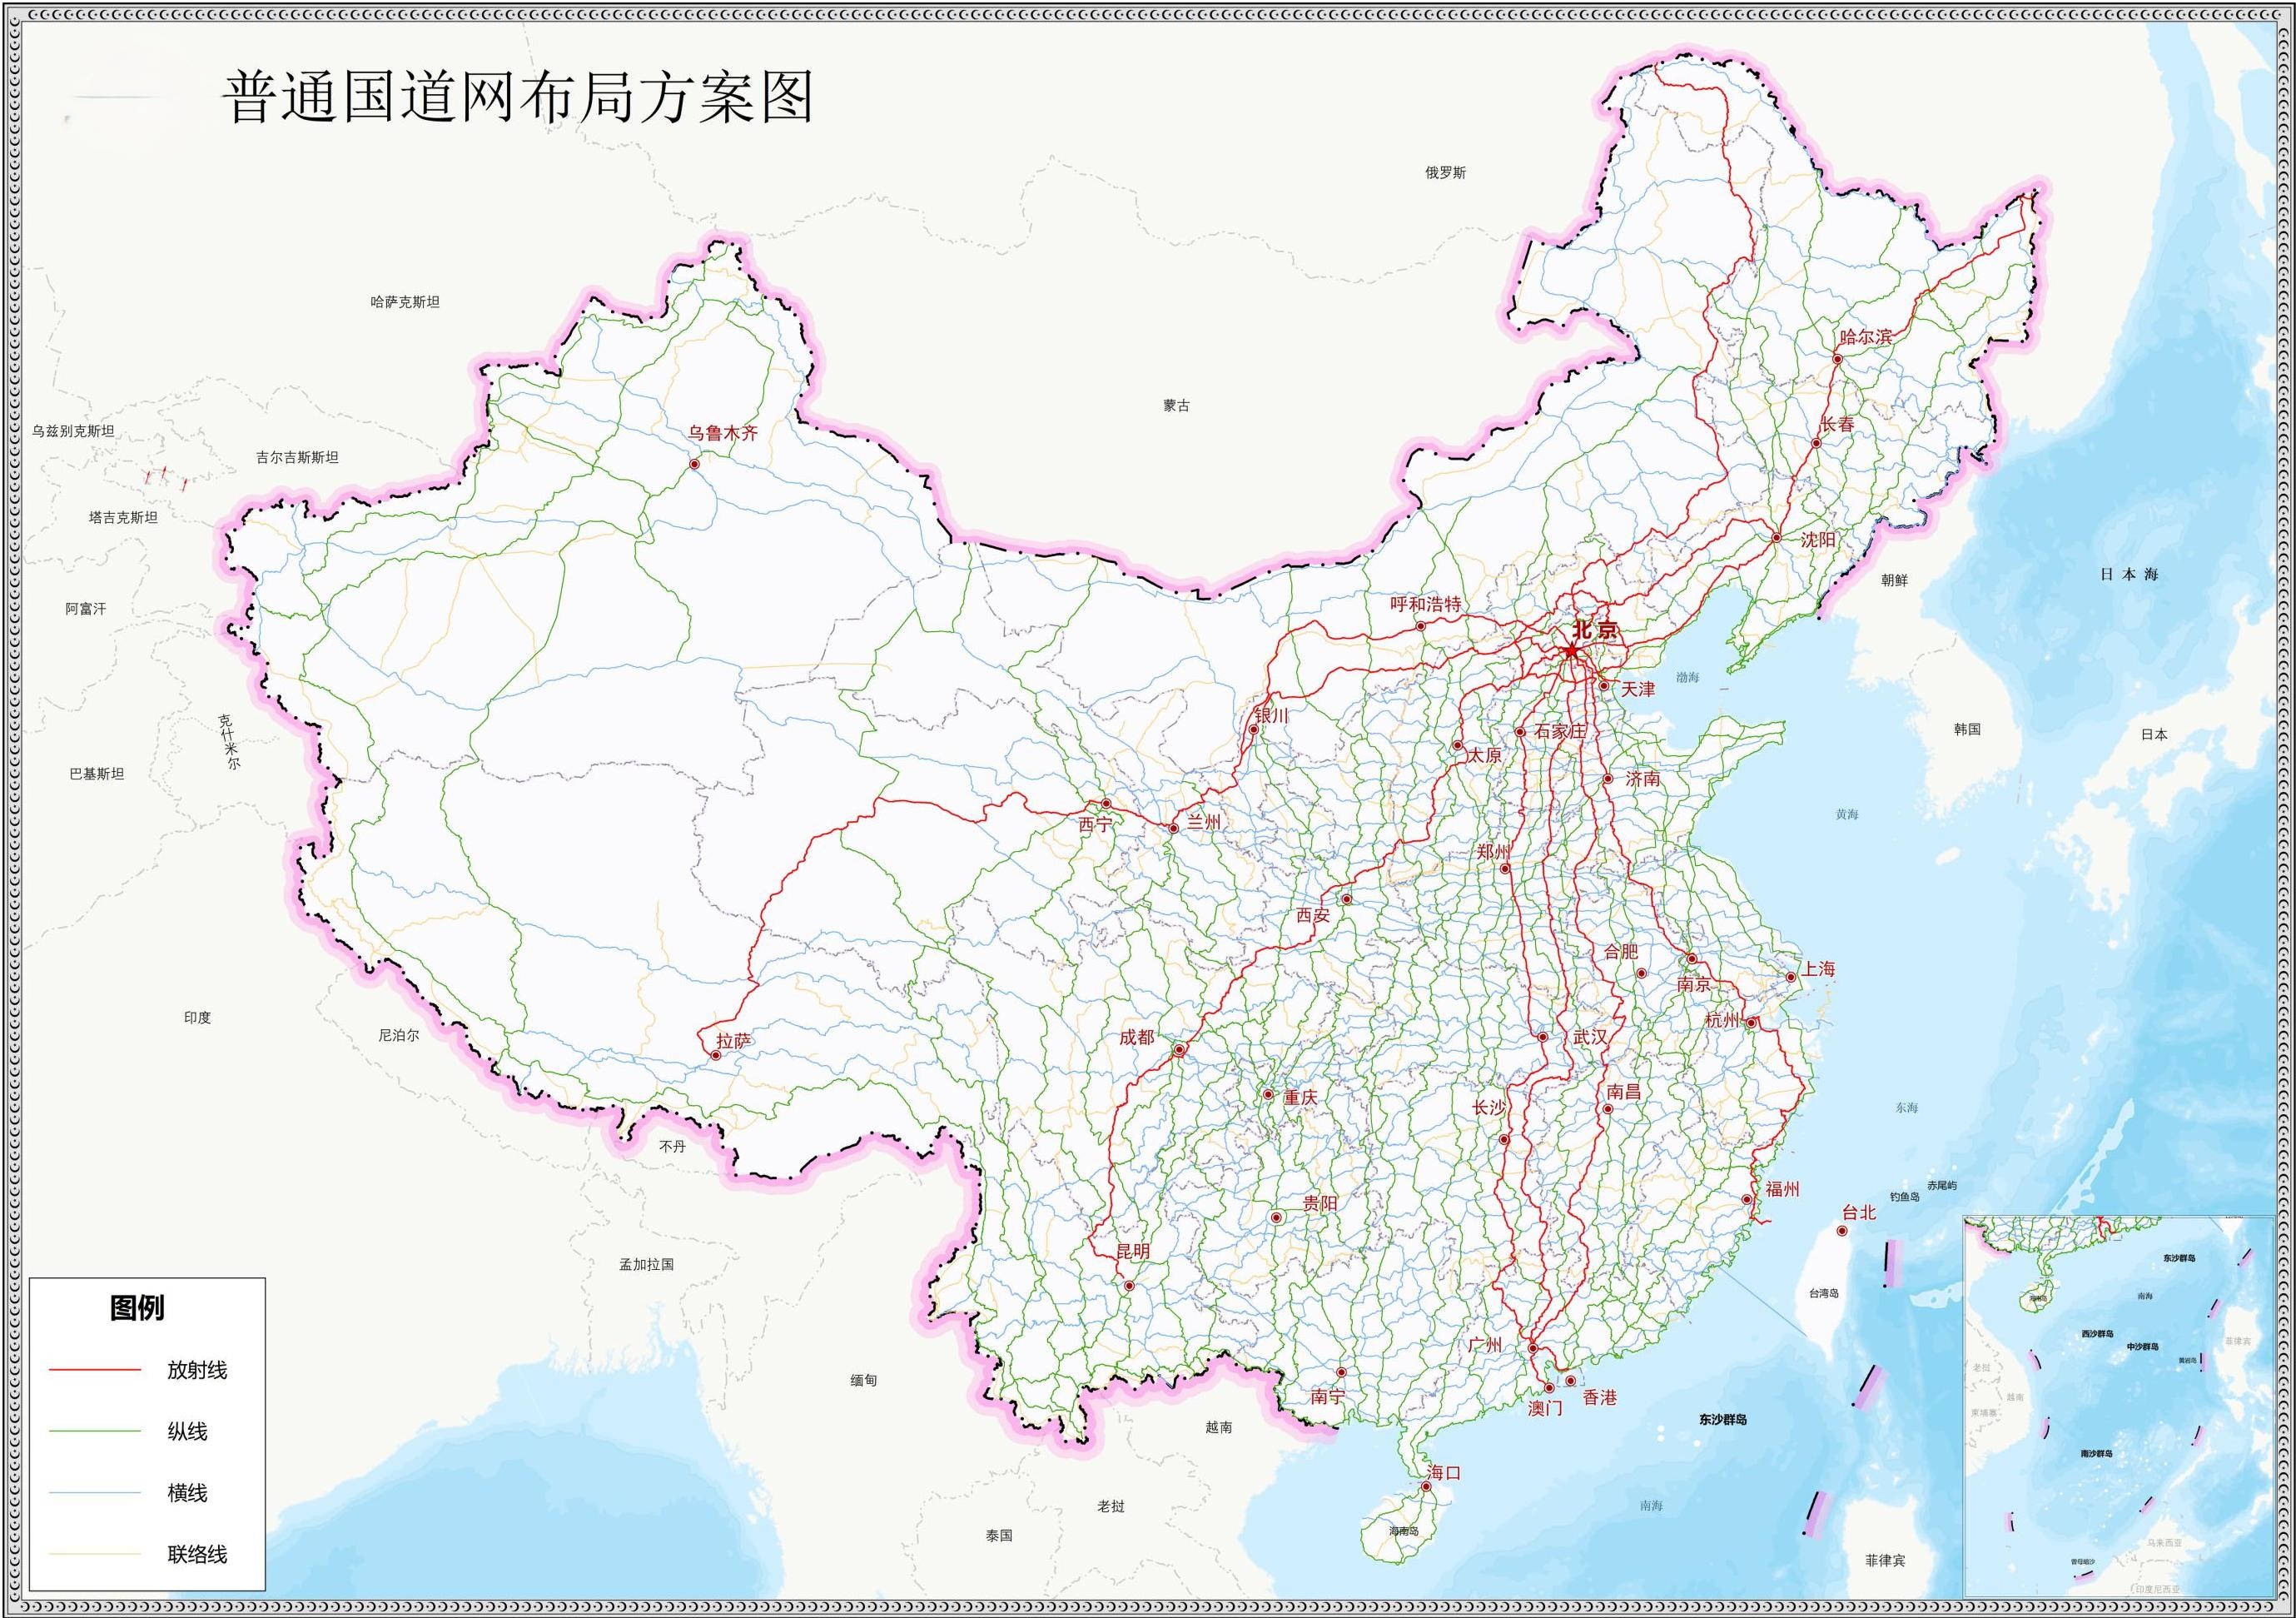 普通国道网布局方案图
俄罗斯
哈萨克斯坦
哈尔滨
蒙古
长春
乌鲁木齐
乌兹别克斯坦
吉尔吉斯斯坦
塔吉克斯坦
沈阳
日本海
朝鲜
阿富汗
呼和浩特
北京
渤海
天津
克什米尔
银川
石家庄
韩国
日本
太原
巴基斯坦
济南
黄海
西宁
兰州
郑州
西安
合肥
上海
南京
印度
杭州
尼泊尔
成都
武汉
拉萨
南昌
重庆
长沙
东海
不丹
福州
赤尾屿
钓鱼岛
贵阳
台北
昆明
孟加拉国
台湾岛
广州
缅甸
南宁
澳门
香港
东沙群岛
越南
海口
南海
老挝
海南岛
泰国
菲律宾
图例
放射线
纵线
横线
联络线
东沙群岛
南海
海南岛
西沙群岛
中沙群岛
黄岩岛
菲律宾
老挝
越南
柬埔寨
南沙群岛
马来西亚
曾母暗沙
印度尼西亚